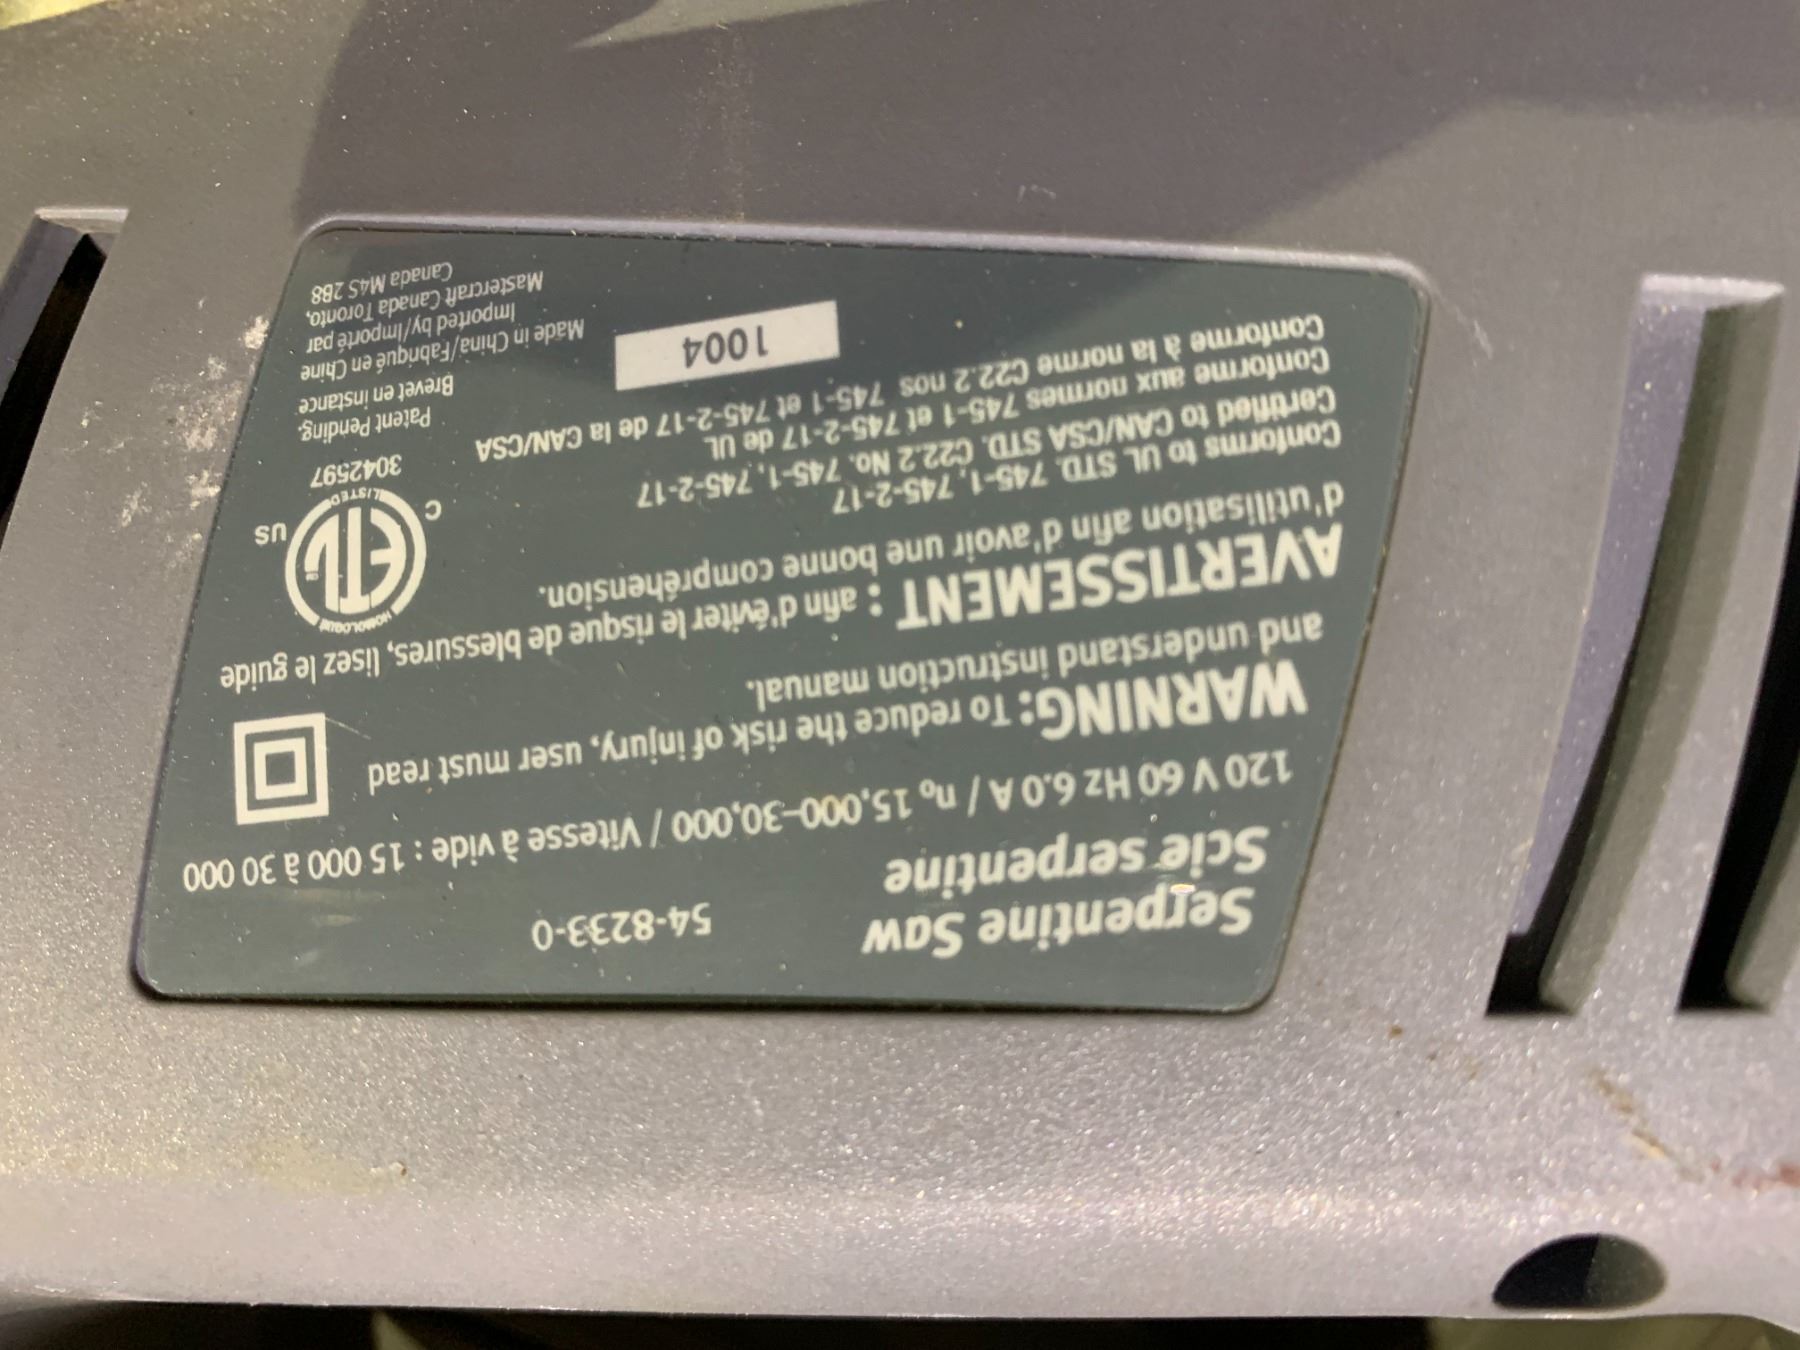 Serpentine Saw
54-8233-0
Scie serpentine
120 V 60 Hz 6.0 A / n₀ 15,000–30,000 / Vitesse à vide : 15 000 à 30 000
WARNING: To reduce the risk of injury, user must read
and understand instruction manual.
AVERTISSEMENT : afin d'éviter le risque de blessures, lisez le guide
d'utilisation afin d'avoir une bonne compréhension.
Conforms to UL STD. 745-1, 745-2-17
Certified to CAN/CSA STD. C22.2 No. 745-1, 745-2-17
Conforme aux normes 745-1 et 745-2-17 de UL
Conforme à la norme C22.2 nos 745-1 et 745-2-17 de la CAN/CSA
1004
HOMOLOGUÉ
ETL
CM
LISTED
C
US
3042597
Patent Pending.
Brevet en instance
Made in China/Fabriqué en Chine
Imported by/Importé par
Mastercraft Canada Toronto,
Canada M4S 2B8